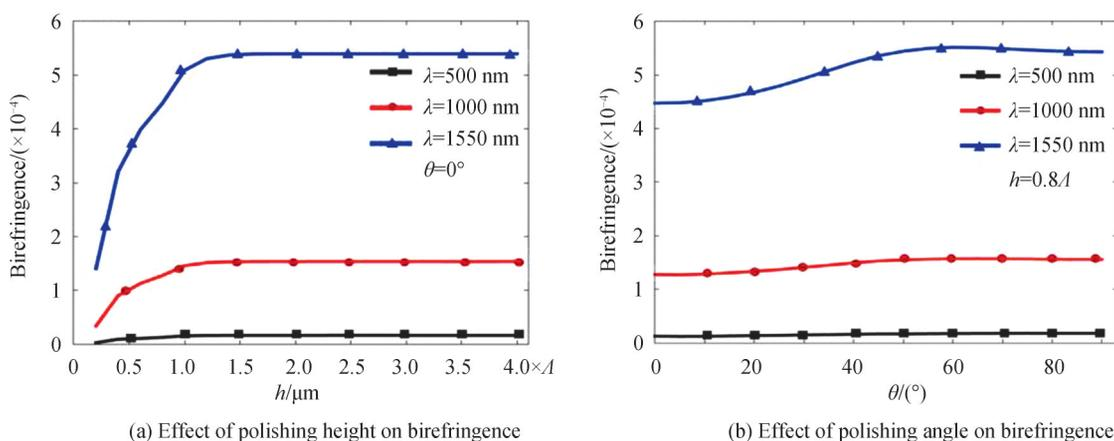 6
5
4
3
2
1
0
Birefringence/(×10⁻⁴)
λ=500 nm
λ=1000 nm
λ=1550 nm
θ=0°
0 0.5 1.0 1.5 2.0 2.5 3.0 3.5 4.0×Λ
h/μm
(a) Effect of polishing height on birefringence
6
5
4
3
2
1
0
Birefringence/(×10⁻⁴)
λ=500 nm
λ=1000 nm
λ=1550 nm
h=0.8Λ
0 20 40 60 80
θ/(°)
(b) Effect of polishing angle on birefringence